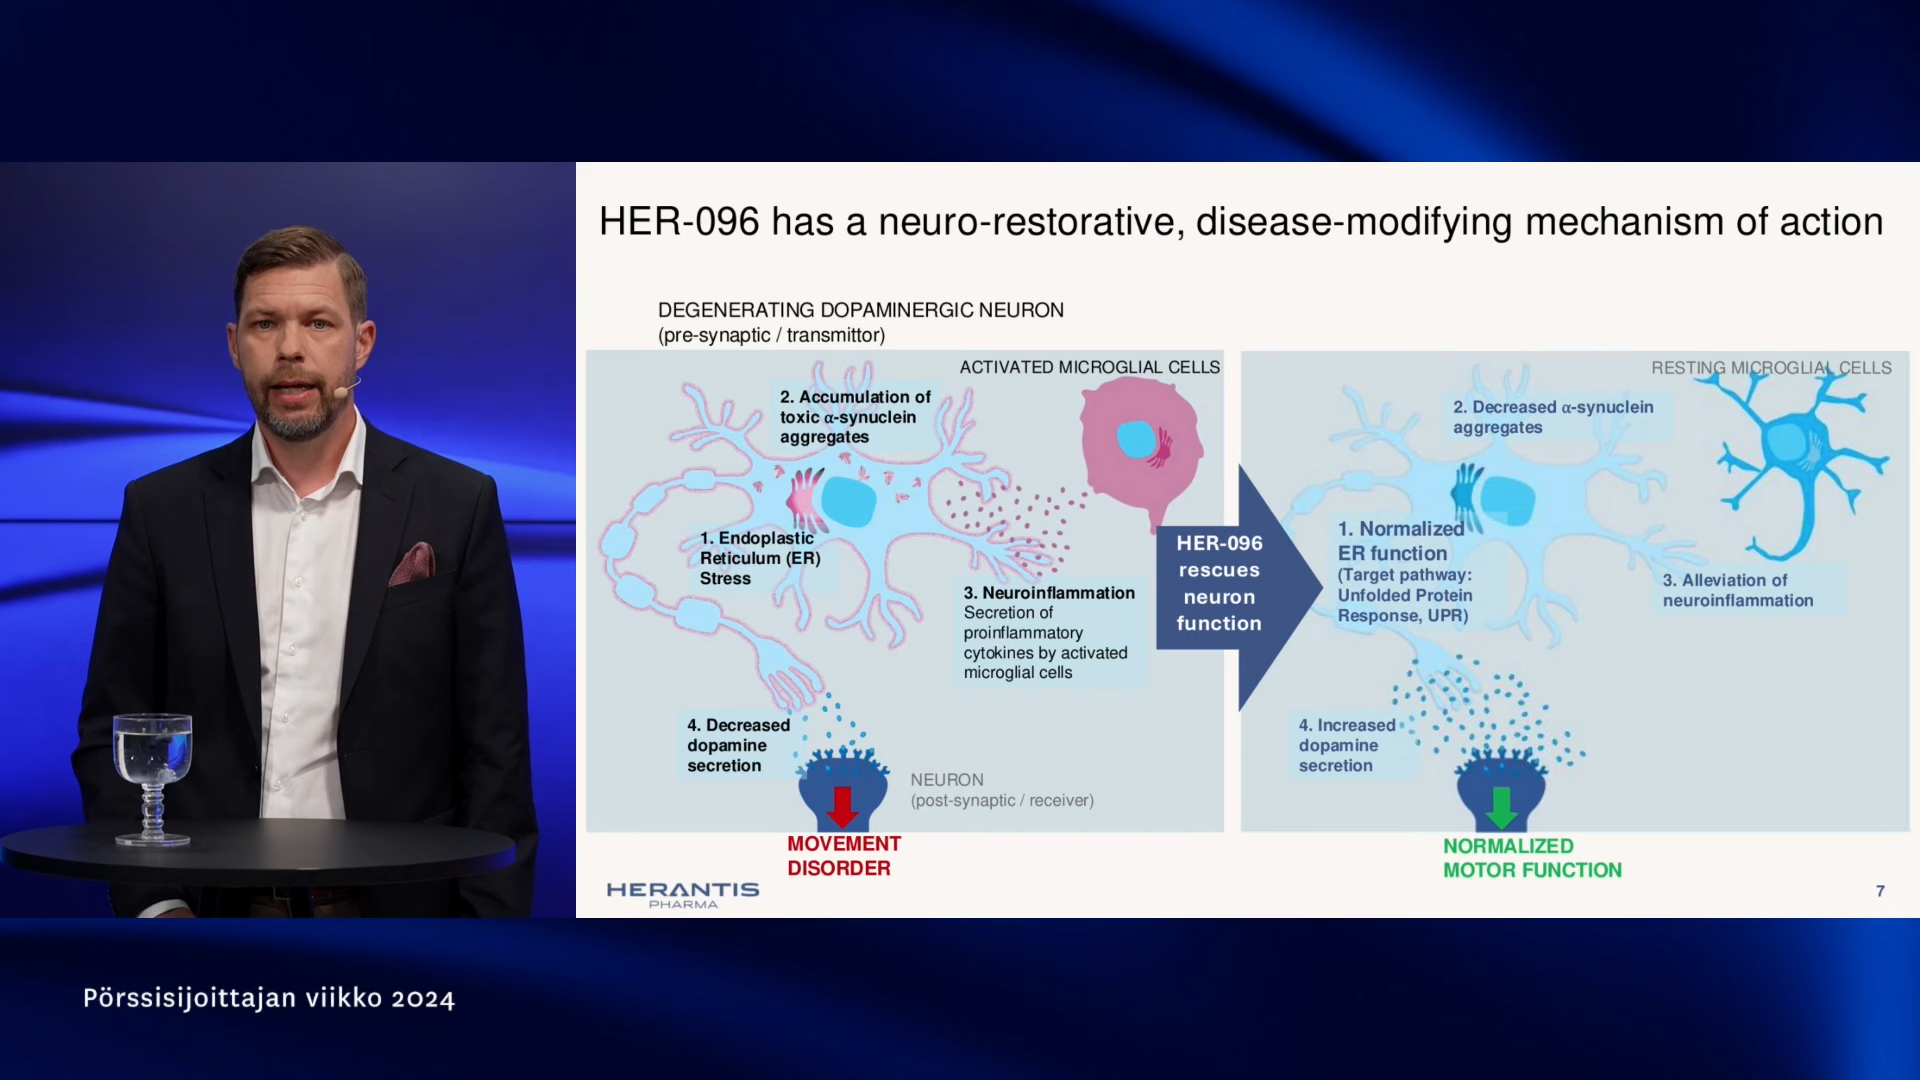 HER-096 has a neuro-restorative, disease-modifying mechanism of action
DEGENERATING DOPAMINERGIC NEURON
(pre-synaptic / transmittor)
ACTIVATED MICROGLIAL CELLS
2. Accumulation of
toxic α-synuclein
aggregates
1. Endoplastic
Reticulum (ER)
Stress
3. Neuroinflammation
Secretion of
proinflammatory
cytokines by activated
microglial cells
4. Decreased
dopamine
secretion
NEURON
(post-synaptic / receiver)
MOVEMENT
DISORDER
HER-096
rescues
neuron
function
RESTING MICROGLIAL CELLS
2. Decreased α-synuclein
aggregates
1. Normalized
ER function
(Target pathway:
Unfolded Protein
Response, UPR)
3. Alleviation of
neuroinflammation
4. Increased
dopamine
secretion
NORMALIZED
MOTOR FUNCTION
HERANTIS
PHARMA
7
Pörssisijoittajan viikko 2024